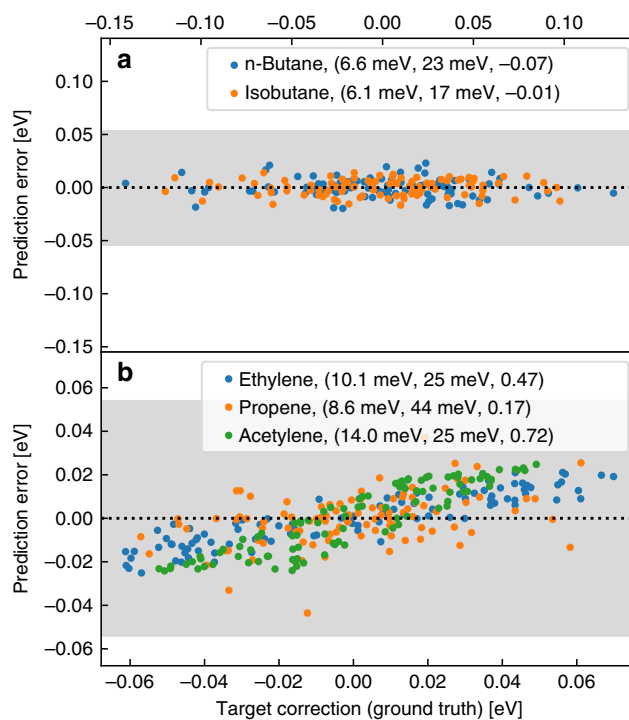 −0.15 −0.10 −0.05 0.00 0.05 0.10
a
n-Butane, (6.6 meV, 23 meV, −0.07)
Isobutane, (6.1 meV, 17 meV, −0.01)
0.10
0.05
0.00
−0.05
−0.10
−0.15
Prediction error [eV]
b
Ethylene, (10.1 meV, 25 meV, 0.47)
Propene, (8.6 meV, 44 meV, 0.17)
Acetylene, (14.0 meV, 25 meV, 0.72)
0.06
0.04
0.02
0.00
−0.02
−0.04
−0.06
Prediction error [eV]
−0.06 −0.04 −0.02 0.00 0.02 0.04 0.06
Target correction (ground truth) [eV]